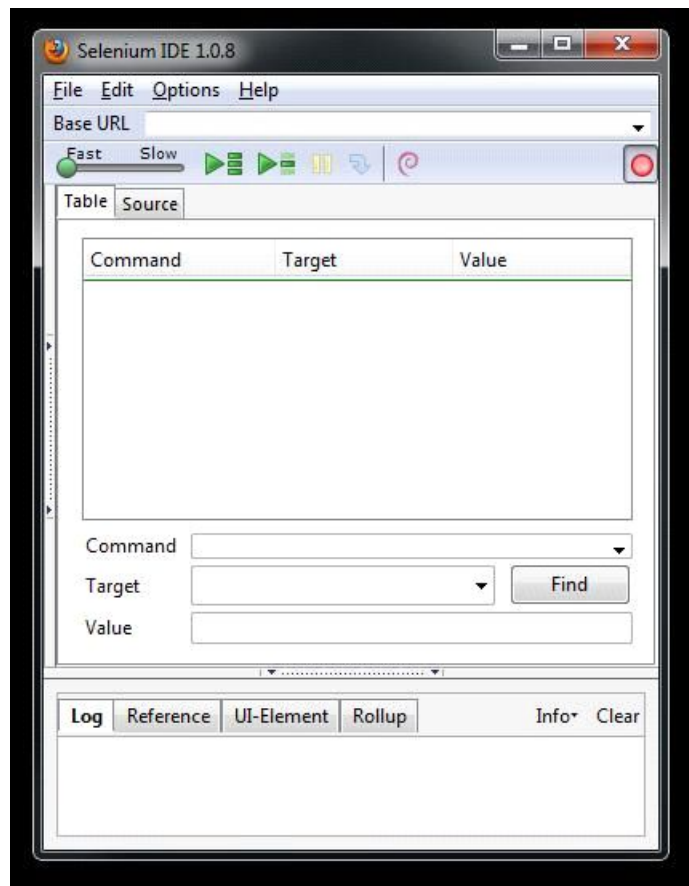 Selenium IDE 1.0.8
File Edit Options Help
Base URL
Fast Slow
Table Source
Command Target Value
Command
Target Find
Value
Log Reference UI-Element Rollup Info Clear